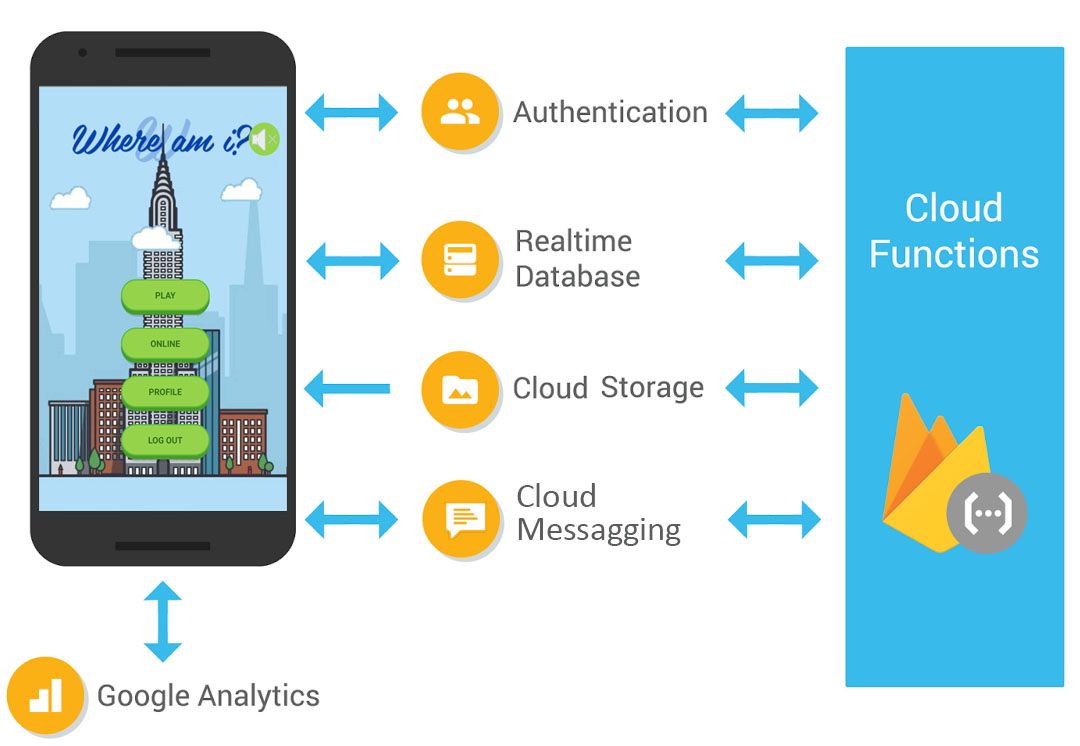 Where am i?
PLAY
ONLINE
PROFILE
LOG OUT
Authentication
Realtime
Database
Cloud Storage
Cloud
Messagging
Cloud
Functions
Google Analytics